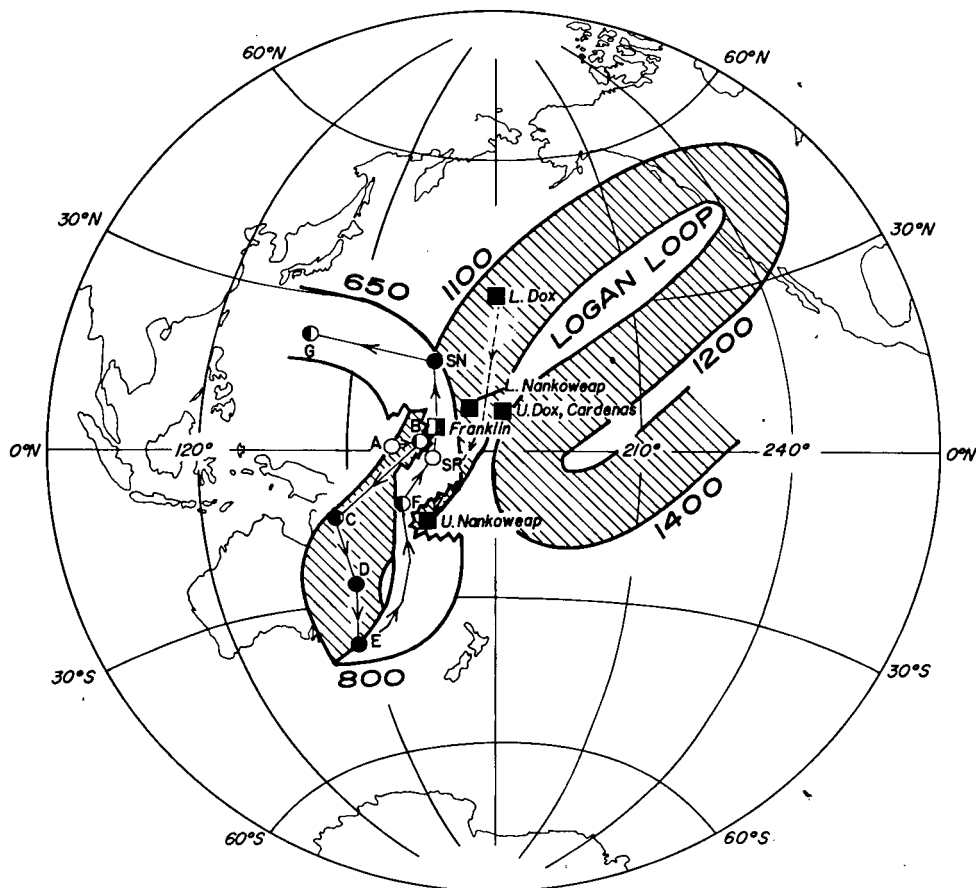 60°N
60°N
30°N
30°N
LOGAN LOOP
650
1100
L. Dox
G
SN
1200
L. Nankoweap
U. Dox, Cardenas
B
Franklin
A
0°N
120°
210°
240°
0°N
SR
F
C
U. Nankoweap
140
D
E
800
30°S
30°S
60°S
60°S